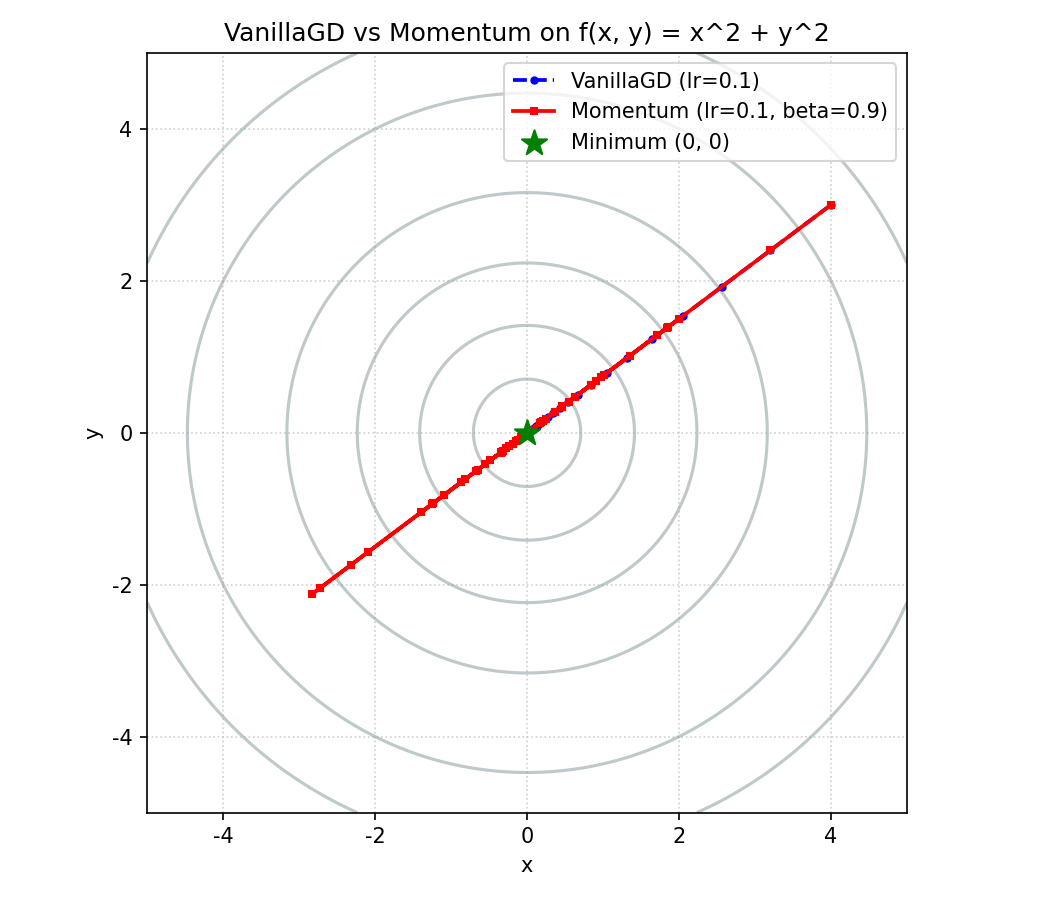 VanillaGD vs Momentum on f(x, y) = x^2 + y^2
VanillaGD (lr=0.1)
Momentum (lr=0.1, beta=0.9)
Minimum (0, 0)
4
2
0
-2
-4
y
-4 -2 0 2 4
x